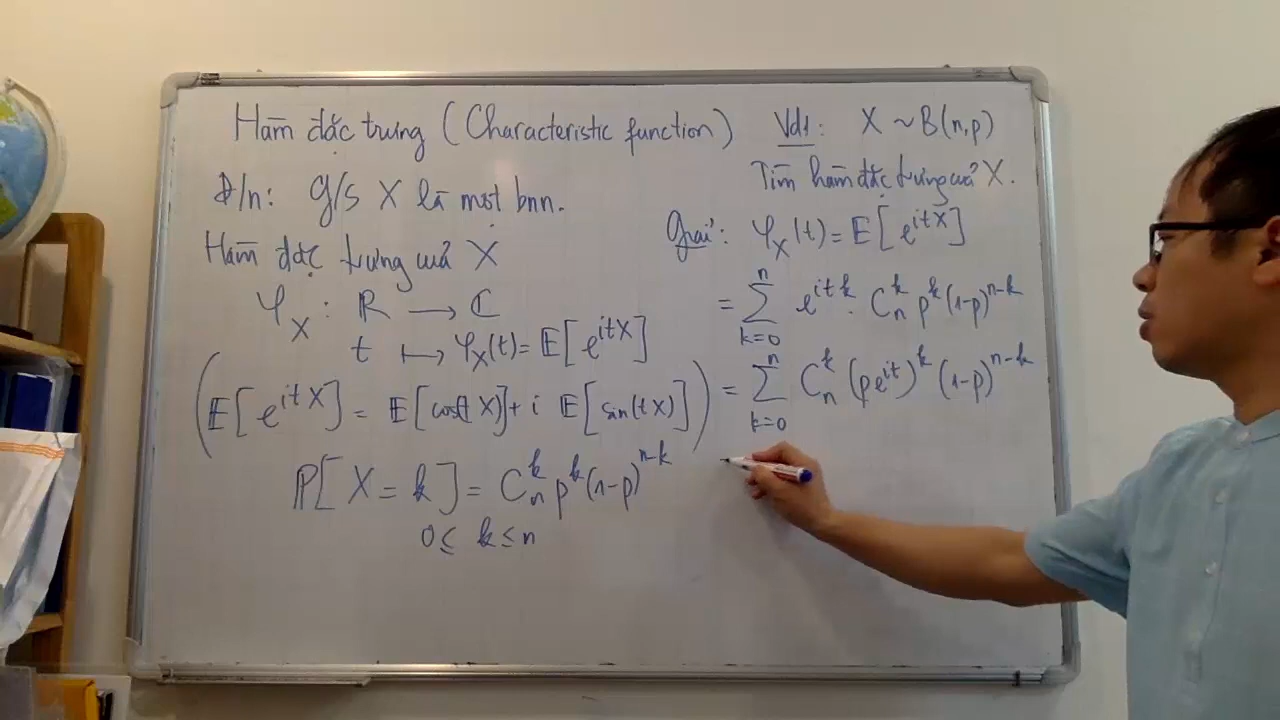 Hàm đặc trưng (Characteristic function)
Đ/n: G/s X là một bnn.
Hàm đặc trưng của X
φ_X : ℝ ⟶ ℂ
t ⟼ φ_X(t) = 𝔼[e^{itX}]
(𝔼[e^{itX}] = 𝔼[cos(tX)] + i 𝔼[sin(tX)])
ℙ[X = k] = C_n^k p^k (1-p)^{n-k}
0 ≤ k ≤ n
Vd1: X ~ B(n,p)
Tìm hàm đặc trưng của X.
Giải: φ_X(t) = 𝔼[e^{itX}]
= ∑_{k=0}^{n} e^{itk} . C_n^k p^k (1-p)^{n-k}
= ∑_{k=0}^{n} C_n^k (pe^{it})^k (1-p)^{n-k}